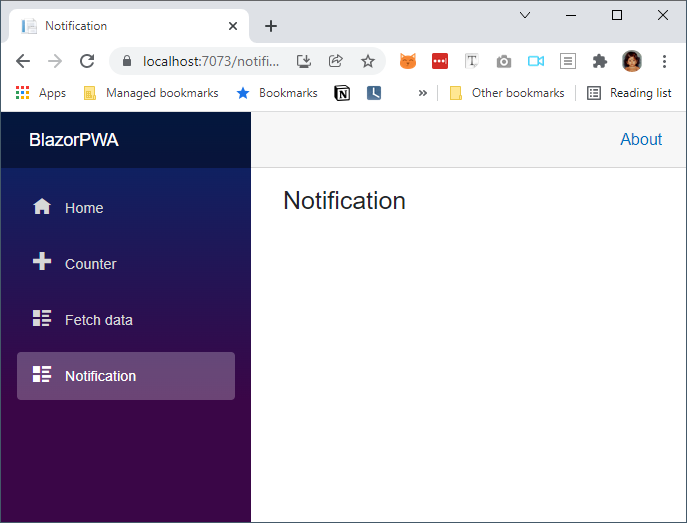 Notification
localhost:7073/notifi...
Apps
Managed bookmarks
Bookmarks
Other bookmarks
Reading list
BlazorPWA
About
Home
Counter
Fetch data
Notification
Notification